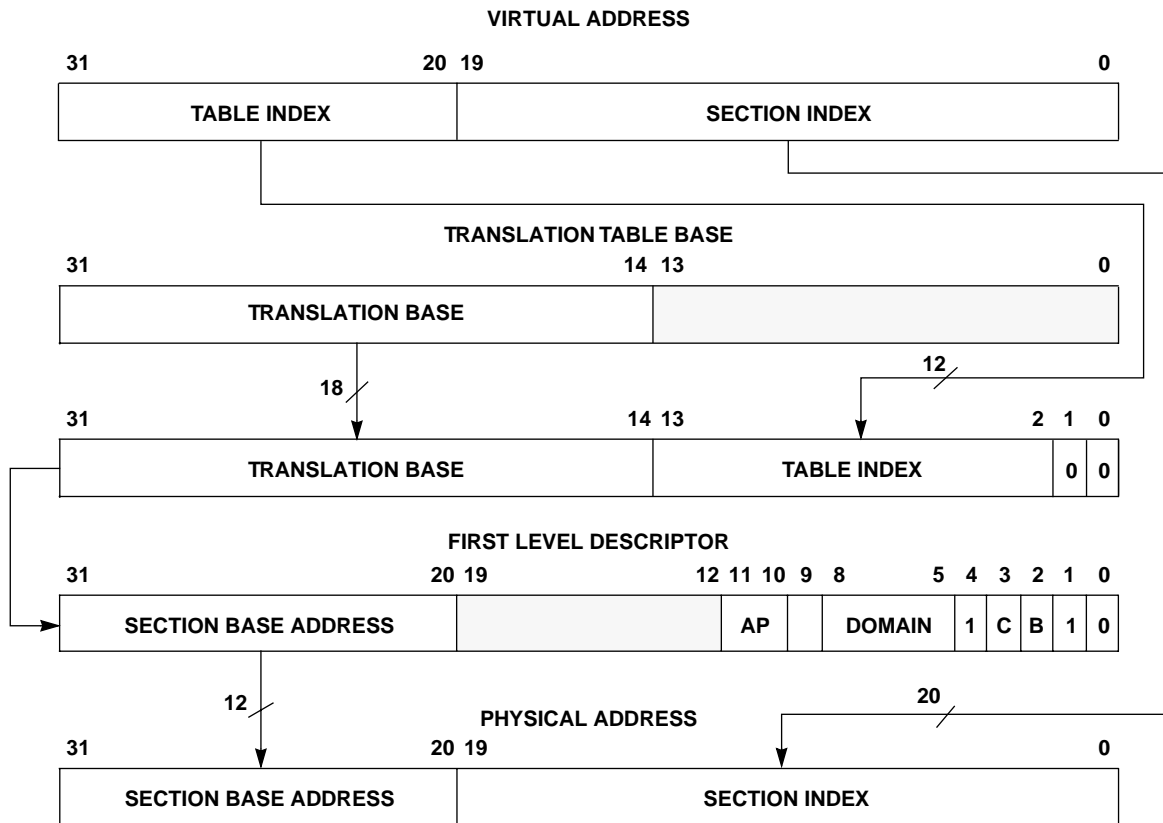 VIRTUAL ADDRESS
31 20 19 0
TABLE INDEX SECTION INDEX
TRANSLATION TABLE BASE
31 14 13 0
TRANSLATION BASE
18 12
31 14 13 2 1 0
TRANSLATION BASE TABLE INDEX 0 0
FIRST LEVEL DESCRIPTOR
31 20 19 12 11 10 9 8 5 4 3 2 1 0
SECTION BASE ADDRESS AP DOMAIN 1 C B 1 0
12 20
PHYSICAL ADDRESS
31 20 19 0
SECTION BASE ADDRESS SECTION INDEX